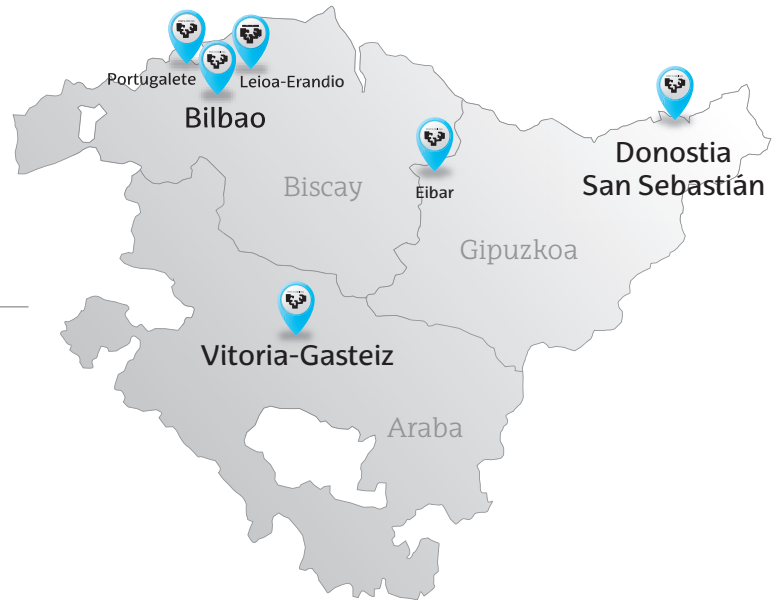 Portugalete
Leioa-Erandio
Bilbao
Donostia
San Sebastián
Biscay
Eibar
Gipuzkoa
Vitoria-Gasteiz
Araba